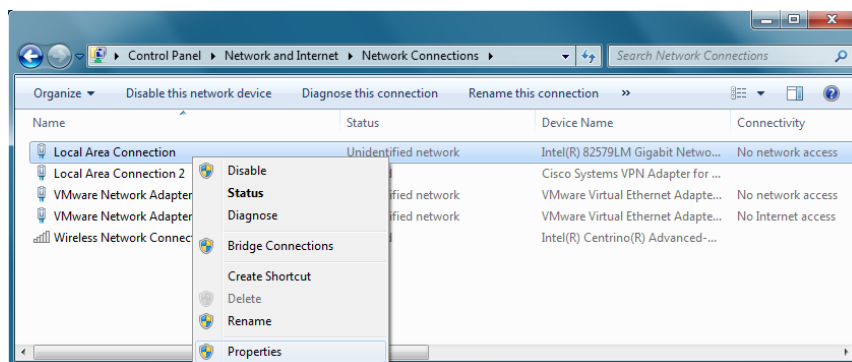 Control Panel Network and Internet Network Connections Search Network Connections
Organize Disable this network device Diagnose this connection Rename this connection »
Name Status Device Name Connectivity
Local Area Connection Unidentified network Intel(R) 82579LM Gigabit Netwo... No network access
Local Area Connection 2 Disable Cisco Systems VPN Adapter for ...
VMware Network Adapter Status ified network VMware Virtual Ethernet Adapte... No network access
VMware Network Adapter Diagnose ified network VMware Virtual Ethernet Adapte... No Internet access
Wireless Network Connec Bridge Connections Intel(R) Centrino(R) Advanced-...
Create Shortcut
Delete
Rename
Properties